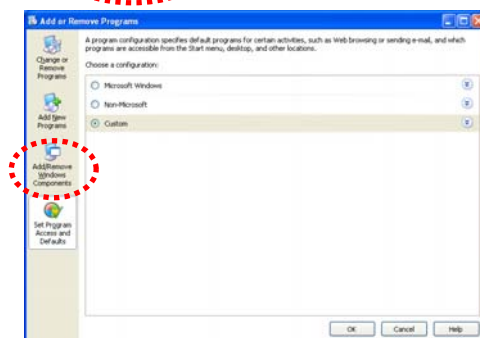 Add or Remove Programs
Change or
Remove
Programs
Add New
Programs
Add/Remove
Windows
Components
Set Program
Access and
Defaults
A program configuration specifies default programs for certain activities, such as Web browsing or sending e-mail, and which
programs are accessible from the Start menu, desktop, and other locations.
Choose a configuration:
Microsoft Windows
Non-Microsoft
Custom
OK
Cancel
Help